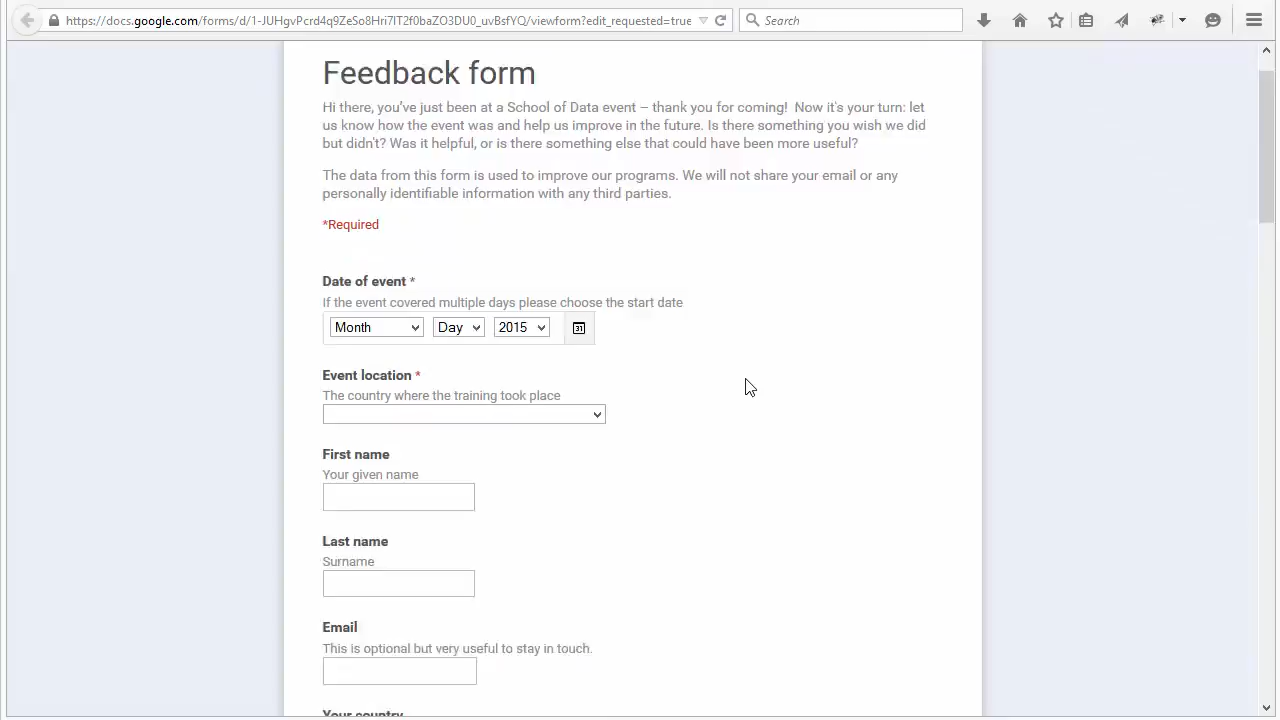 https://docs.google.com/forms/d/1-JUHgvPcrd4q9ZeSo8Hri7IT2f0baZO3DU0_uvBsfYQ/viewform?edit_requested=true
Search
Feedback form
Hi there, you've just been at a School of Data event – thank you for coming!  Now it's your turn: let
us know how the event was and help us improve in the future. Is there something you wish we did
but didn't? Was it helpful, or is there something else that could have been more useful?
The data from this form is used to improve our programs. We will not share your email or any
personally identifiable information with any third parties.
*Required
Date of event *
If the event covered multiple days please choose the start date
Month Day 2015 31
Event location *
The country where the training took place
First name
Your given name
Last name
Surname
Email
This is optional but very useful to stay in touch.
Your country